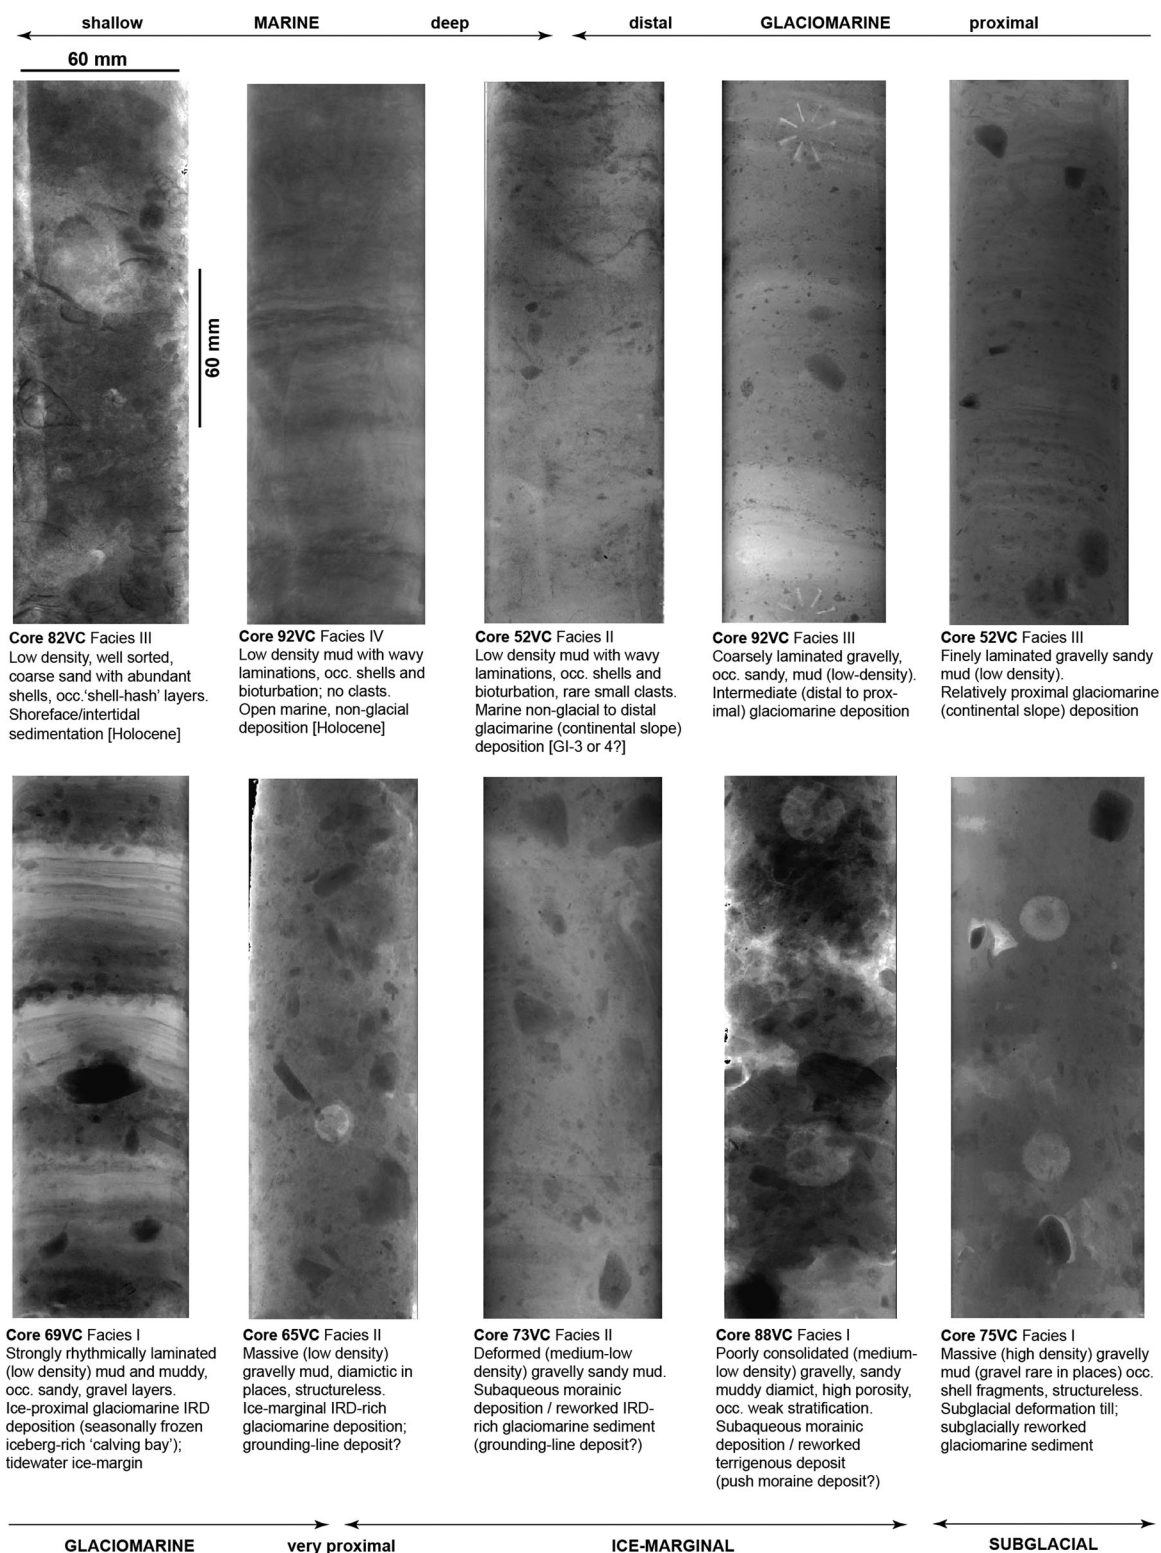 shallow MARINE deep distal GLACIOMARINE proximal
60 mm
60 mm
Core 82VC Facies III
Low density, well sorted,
coarse sand with abundant
shells, occ.‘shell-hash’ layers.
Shoreface/intertidal
sedimentation [Holocene]
Core 92VC Facies IV
Low density mud with wavy
laminations, occ. shells and
bioturbation; no clasts.
Open marine, non-glacial
deposition [Holocene]
Core 52VC Facies II
Low density mud with wavy
laminations, occ. shells and
bioturbation, rare small clasts.
Marine non-glacial to distal
glacimarine (continental slope)
deposition [GI-3 or 4?]
Core 92VC Facies III
Coarsely laminated gravelly,
occ. sandy, mud (low-density).
Intermediate (distal to prox-
imal) glaciomarine deposition
Core 52VC Facies III
Finely laminated gravelly sandy
mud (low density).
Relatively proximal glaciomarine
(continental slope) deposition
Core 69VC Facies I
Strongly rhythmically laminated
(low density) mud and muddy,
occ. sandy, gravel layers.
Ice-proximal glaciomarine IRD
deposition (seasonally frozen
iceberg-rich ‘calving bay’);
tidewater ice-margin
Core 65VC Facies II
Massive (low density)
gravelly mud, diamictic in
places, structureless.
Ice-marginal IRD-rich
glaciomarine deposition;
grounding-line deposit?
Core 73VC Facies II
Deformed (medium-low
density) gravelly sandy mud.
Subaqueous morainic
deposition / reworked IRD-
rich glaciomarine sediment
(grounding-line deposit?)
Core 88VC Facies I
Poorly consolidated (medium-
low density) gravelly, sandy
muddy diamict, high porosity,
occ. weak stratification.
Subaqueous morainic
deposition / reworked
terrigenous deposit
(push moraine deposit?)
Core 75VC Facies I
Massive (high density) gravelly
mud (gravel rare in places) occ.
shell fragments, structureless.
Subglacial deformation till;
subglacially reworked
glaciomarine sediment
GLACIOMARINE very proximal ICE-MARGINAL SUBGLACIAL